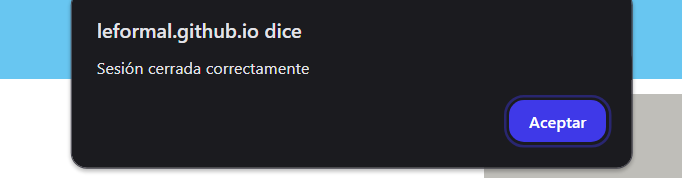 leformal.github.io dice
Sesión cerrada correctamente
Aceptar